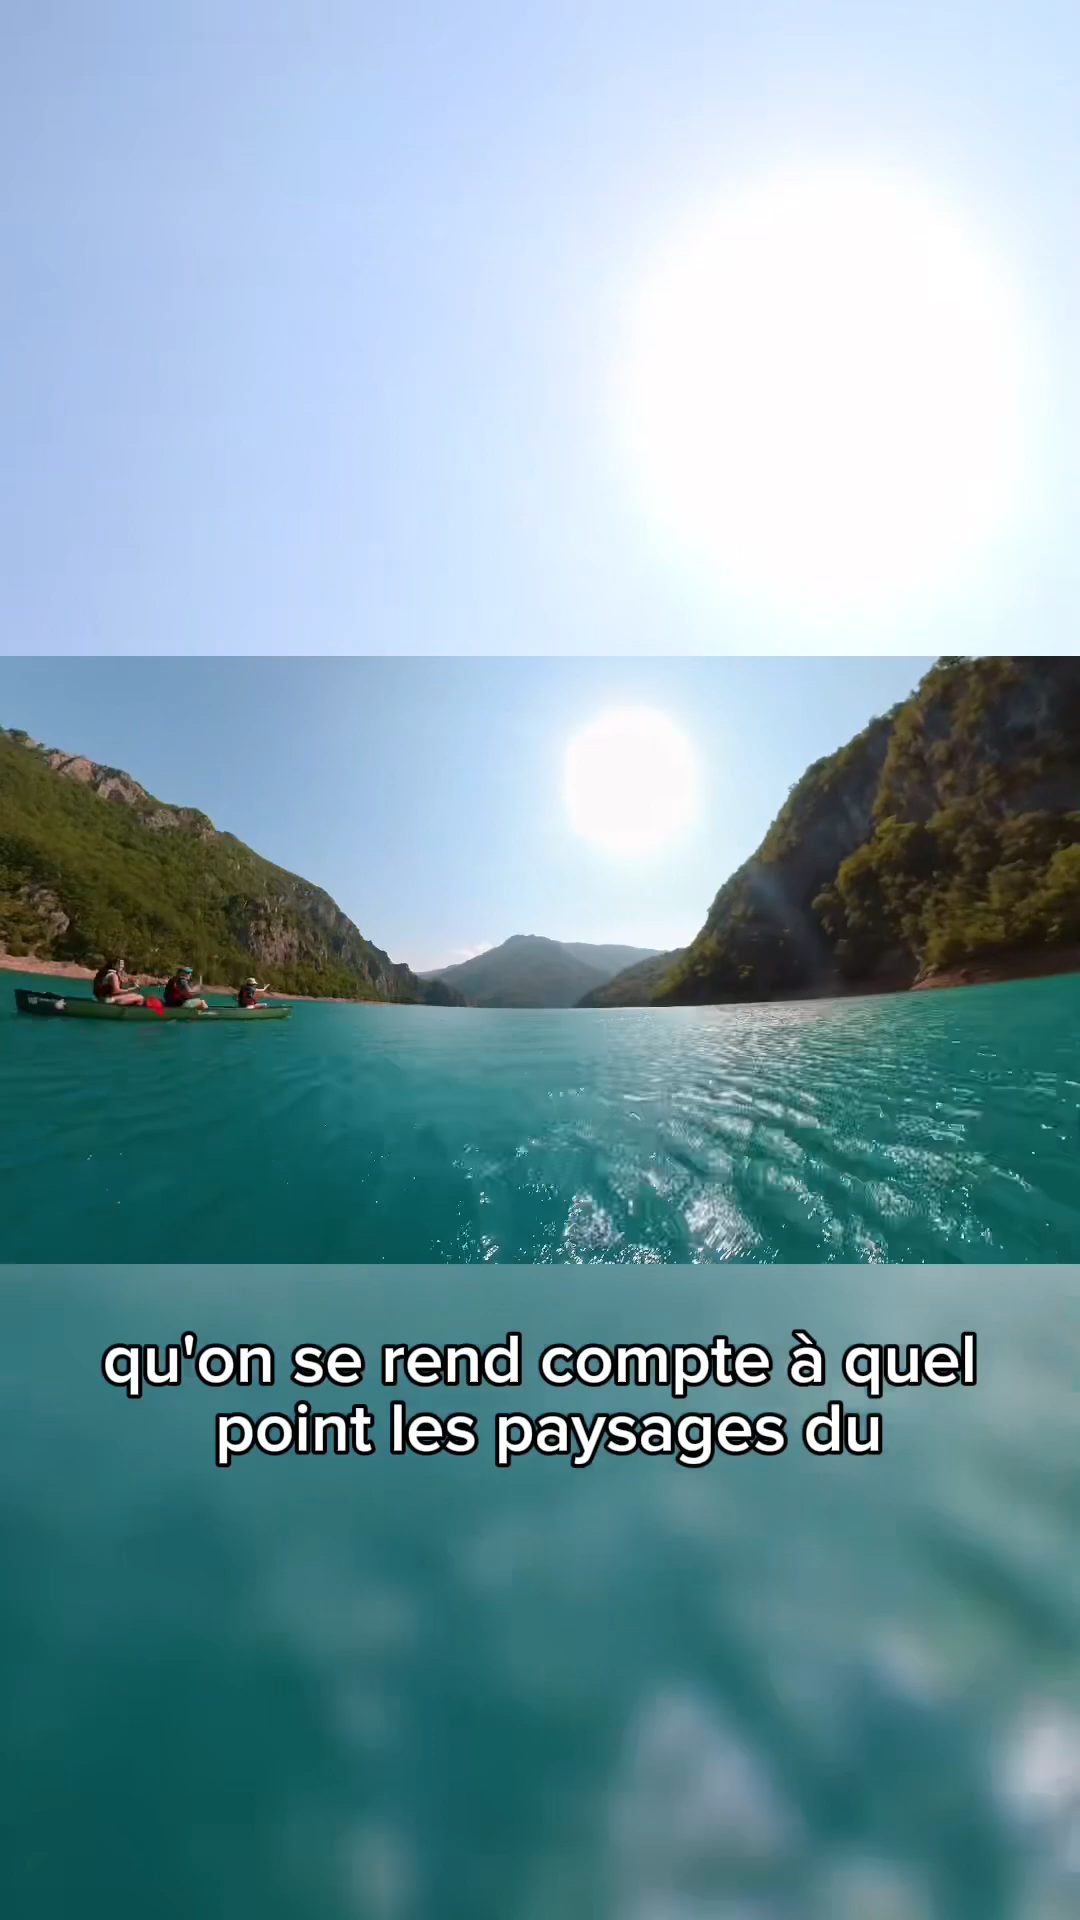 qu'on se rend compte à quel
point les paysages du